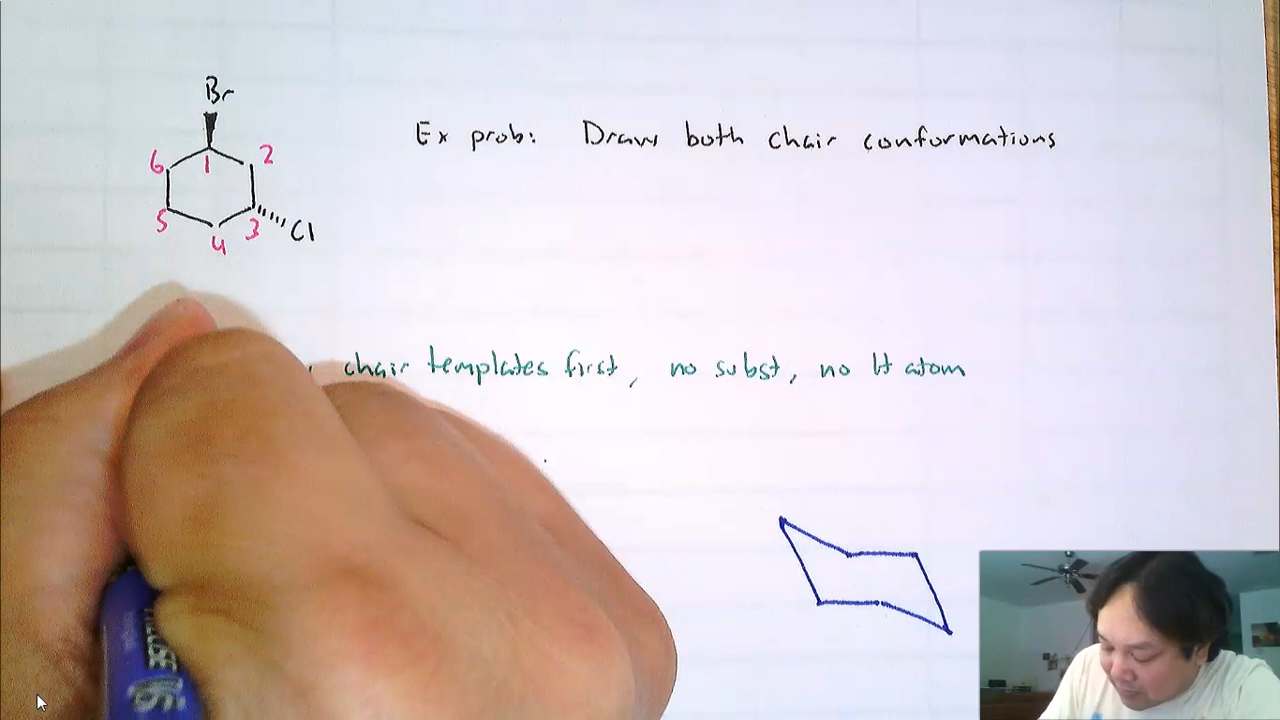 Br
Ex prob: Draw both chair conformations
6 1 2
5 4 3 Cl
chair templates first, no subst, no H atom